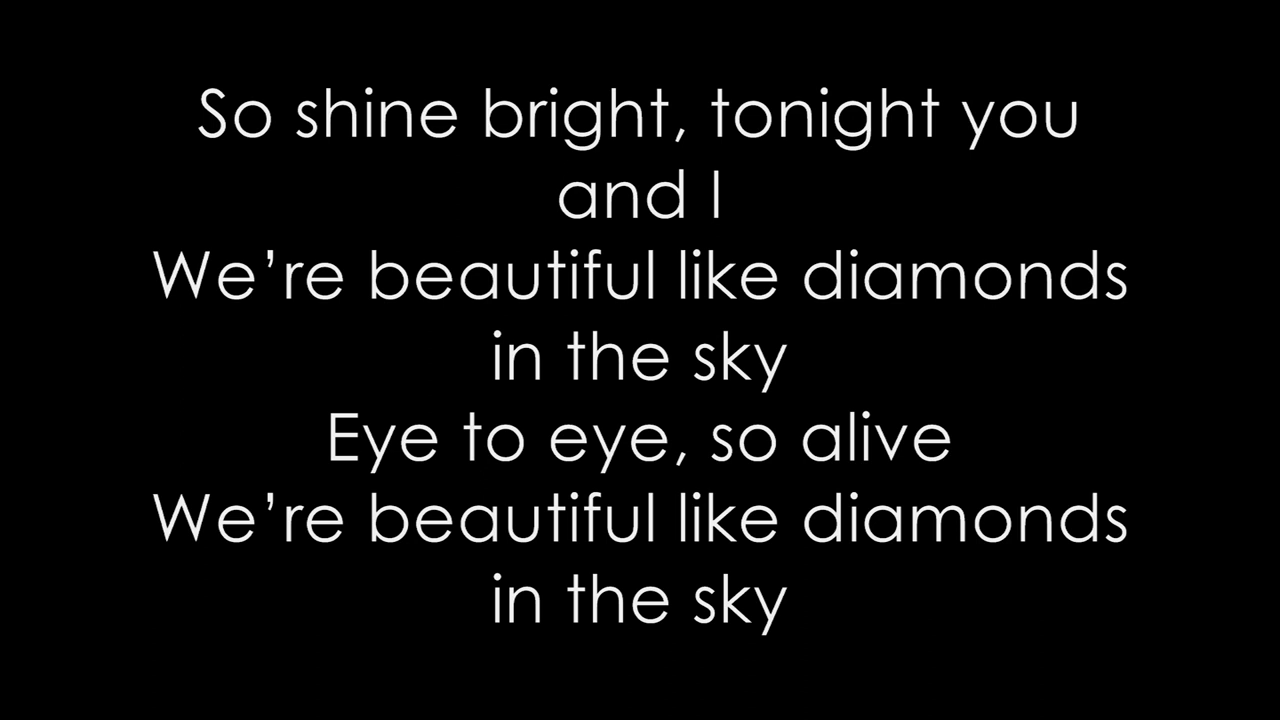 So shine bright, tonight you
and I
We’re beautiful like diamonds
in the sky
Eye to eye, so alive
We’re beautiful like diamonds
in the sky